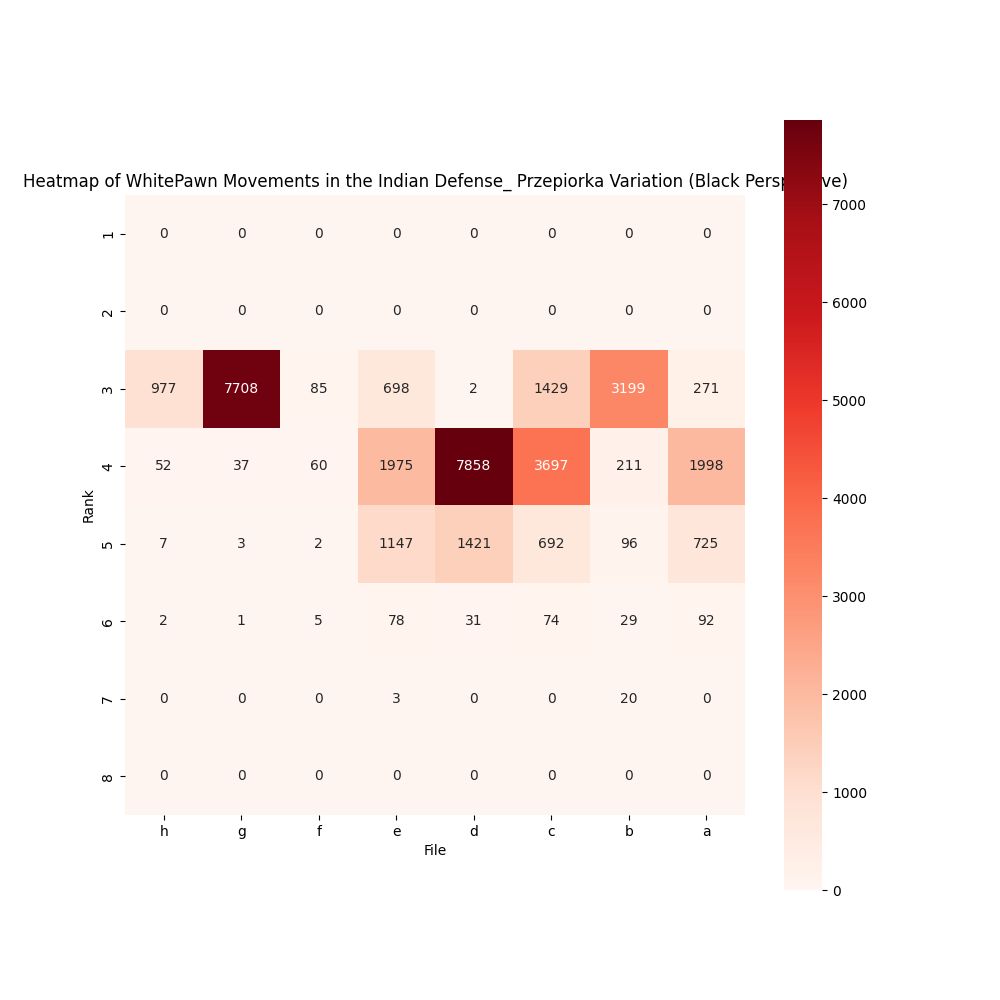 Heatmap of WhitePawn Movements in the Indian Defense_ Przepiorka Variation (Black Perspective)
1 0 0 0 0 0 0 0 0
2 0 0 0 0 0 0 0 0
3 977 7708 85 698 2 1429 3199 271
4 52 37 60 1975 7858 3697 211 1998
5 7 3 2 1147 1421 692 96 725
6 2 1 5 78 31 74 29 92
7 0 0 0 3 0 0 20 0
8 0 0 0 0 0 0 0 0
h g f e d c b a
File
Rank
7000
6000
5000
4000
3000
2000
1000
0